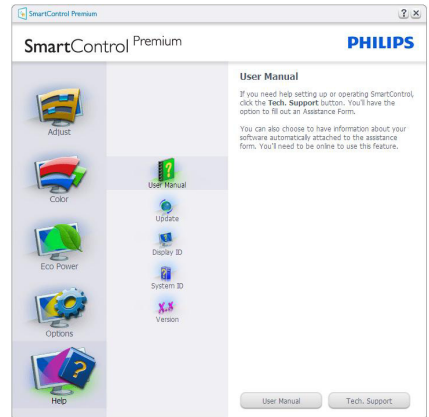 SmartControl Premium
? ×
SmartControl Premium
PHILIPS
Adjust
Color
Eco Power
Options
Help
User Manual
Update
Display ID
System ID
X.X
Version
User Manual
If you need help setting up or operating SmartControl,
click the Tech. Support button. You'll have the
option to fill out an Assistance Form.
You can also choose to have information about your
software automatically attached to the assistance
form. You'll need to be online to use this feature.
User Manual
Tech. Support